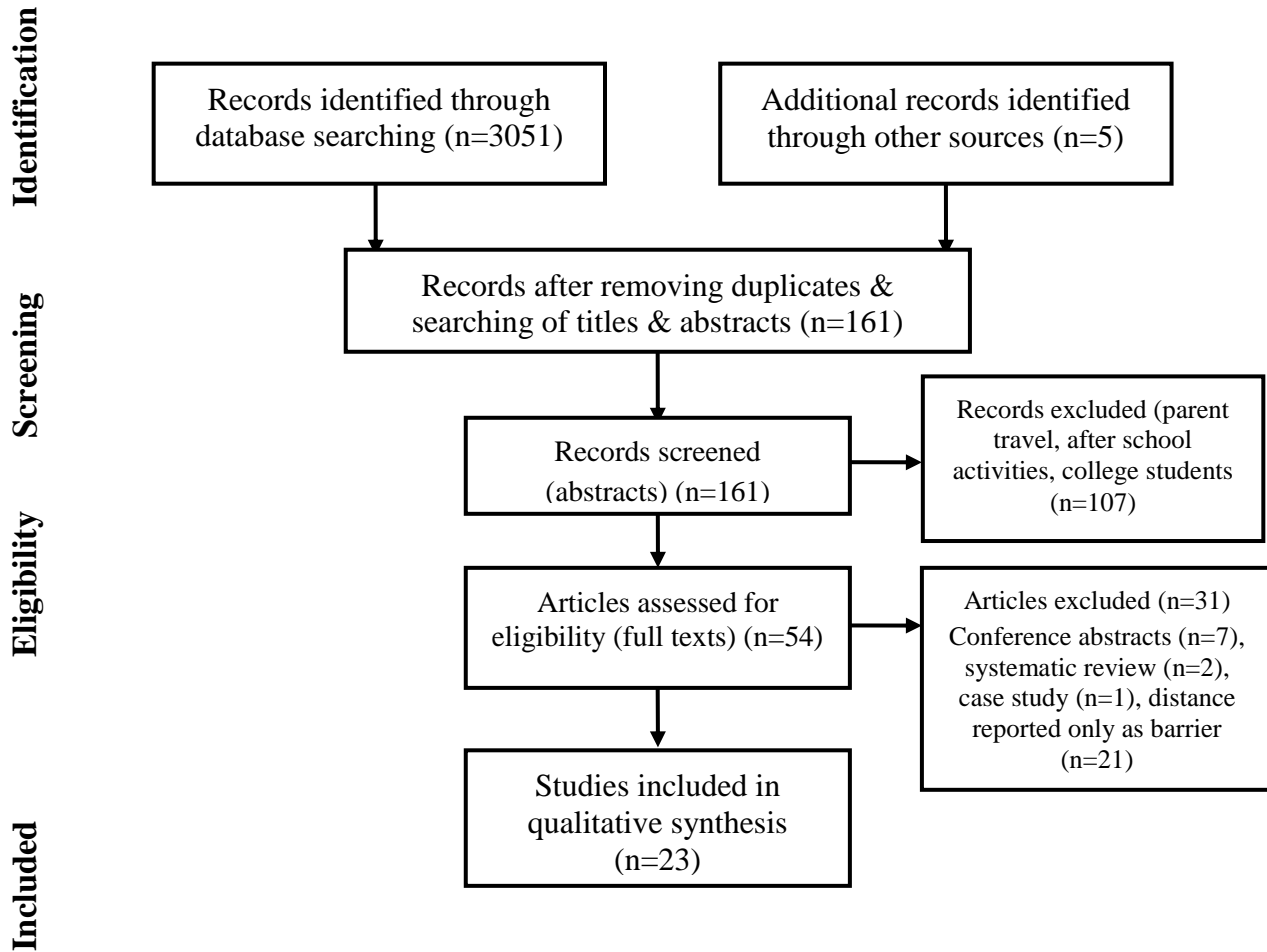 Identification
Records identified through
database searching (n=3051)
Additional records identified
through other sources (n=5)
Screening
Records after removing duplicates &
searching of titles & abstracts (n=161)
Records screened
(abstracts) (n=161)
Records excluded (parent
travel, after school
activities, college students
(n=107)
Eligibility
Articles assessed for
eligibility (full texts) (n=54)
Articles excluded (n=31)
Conference abstracts (n=7),
systematic review (n=2),
case study (n=1), distance
reported only as barrier
(n=21)
Included
Studies included in
qualitative synthesis
(n=23)